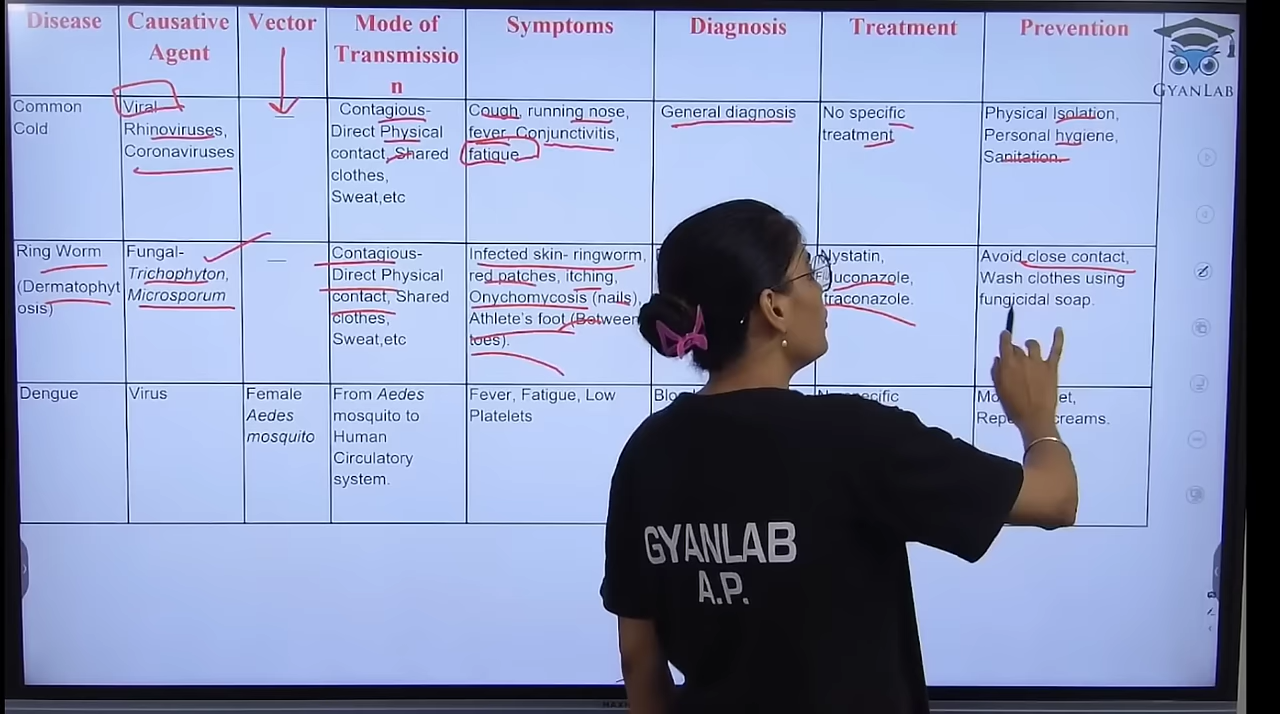 Disease
Causative
Agent
Vector
Mode of
Transmissio
n
Symptoms
Diagnosis
Treatment
Prevention
GYANLAB
Common
Cold
Viral
Rhinoviruses,
Coronaviruses
—
Contagious-
Direct Physical
contact, Shared
clothes,
Sweat,etc
Cough, running nose,
fever, Conjunctivitis,
fatigue
General diagnosis
No specific
treatment
Physical Isolation,
Personal hygiene,
Sanitation.
Ring Worm
(Dermatophyt
osis)
Fungal-
Trichophyton,
Microsporum
—
Contagious-
Direct Physical
contact, Shared
clothes,
Sweat,etc
Infected skin- ringworm,
red patches, itching,
Onychomycosis (nails),
Athlete's foot (Between
toes).
Nystatin,
Avoid close contact,
Wash clothes using
fungicidal soap.
Dengue
Virus
Female
Aedes
mosquito
From Aedes
mosquito to
Human
Circulatory
system.
Fever, Fatigue, Low
Platelets
GYANLAB
A.P.